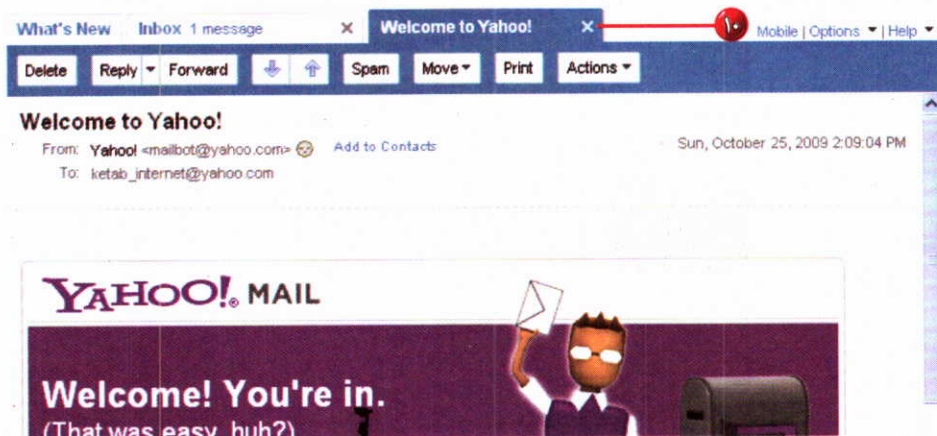 What's New Inbox 1 message × Welcome to Yahoo! × ۱۰ Mobile | Options ▼ | Help ▼
Delete Reply ▼ Forward Spam Move ▼ Print Actions ▼
Welcome to Yahoo!
From: Yahoo! <mailbot@yahoo.com> Add to Contacts Sun, October 25, 2009 2:09:04 PM
To: ketab_internet@yahoo.com
YAHOO!® MAIL
Welcome! You're in.
(That was easy, huh?)